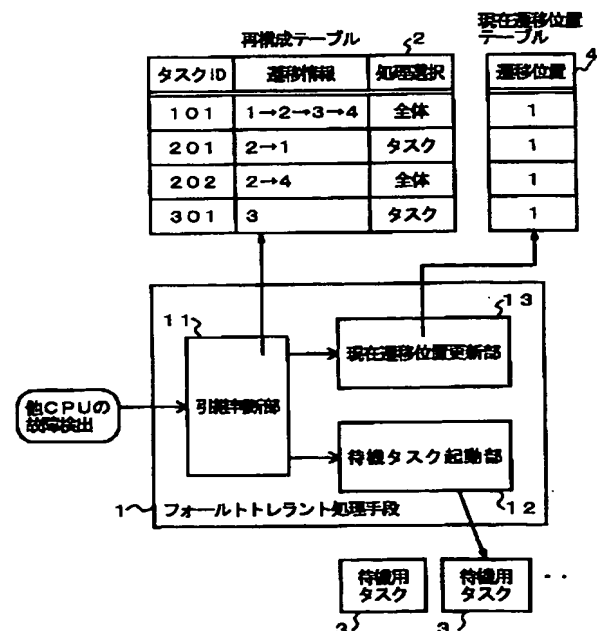 再構成テーブル
2
現在遷移位置
テーブル
4
タスクID 遷移情報 処理選択
101 1→2→3→4 全体
201 2→1 タスク
202 2→4 全体
301 3 タスク
遷移位置
1
1
1
1
11
13
引継判断部
現在遷移位置更新部
他CPUの
故障検出
待機タスク起動部
12
1 フォールトトレラント処理手段
待機用
タスク
3
待機用
タスク
3
・・